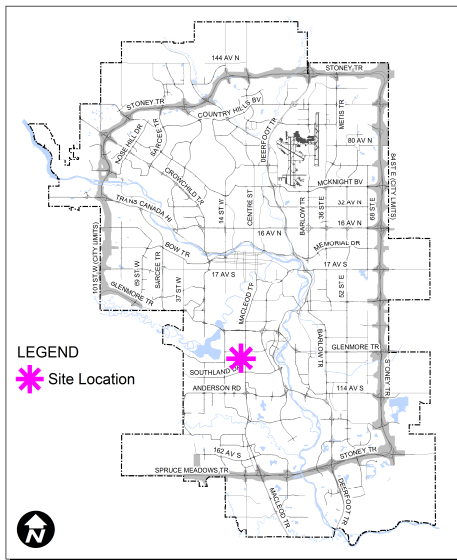 144 AV N
STONEY TR
STONEY TR
COUNTRY HILLS BV
NOSE HILL DR
SARCEE TR
DEERFOOT TR
METIS TR
80 AV N
84 ST E (CITY LIMITS)
CROWCHILD TR
MCKNIGHT BV
TRANS CANADA HI
14 ST W
CENTRE ST
BARLOW TR
36 ST E
32 AV N
68 ST E
16 AV N
16 AV N
101 ST W (CITY LIMITS)
BOW TR
MEMORIAL DR
69 ST W
SARCEE TR
37 ST W
17 AV S
17 AV S
52 ST E
GLENMORE TR
MACLEOD TR
BARLOW TR
GLENMORE TR
LEGEND
Site Location
SOUTHLAND
ANDERSON RD
114 AV S
STONEY TR
162 AV S
STONEY TR
SPRUCE MEADOWS TR
MACLEOD TR
DEERFOOT TR
N